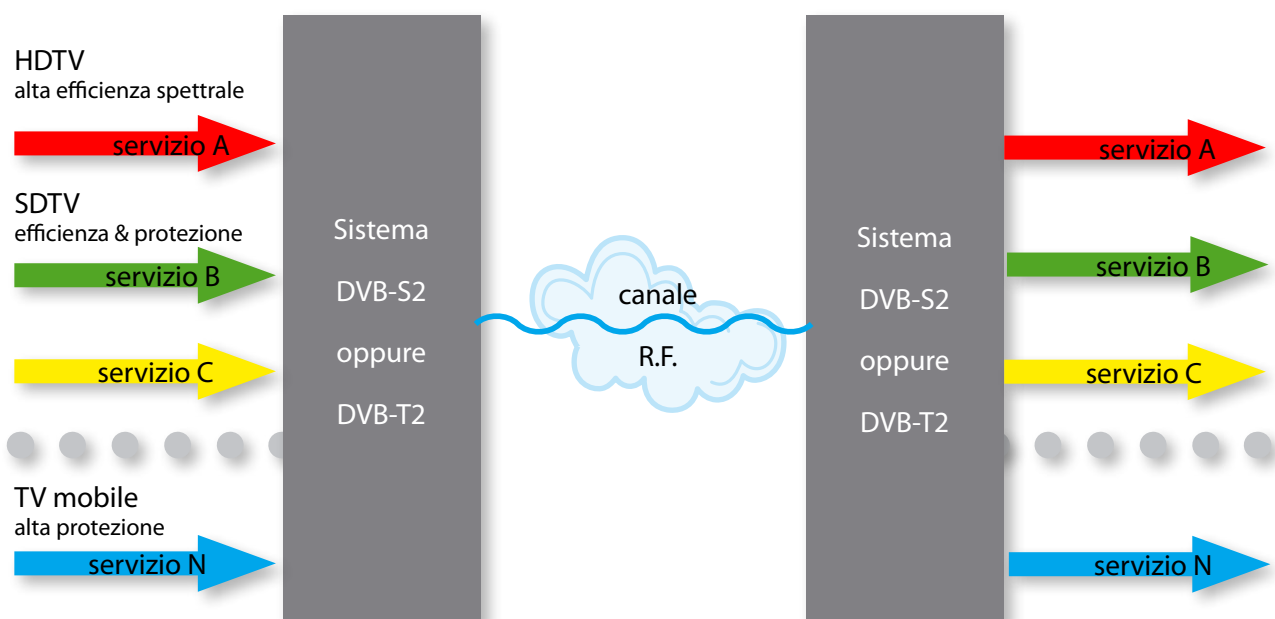 HDTV
alta efficienza spettrale
servizio A
SDTV
efficienza & protezione
servizio B
servizio C
TV mobile
alta protezione
servizio N
Sistema
DVB-S2
oppure
DVB-T2
canale
R.F.
Sistema
DVB-S2
oppure
DVB-T2
servizio A
servizio B
servizio C
servizio N